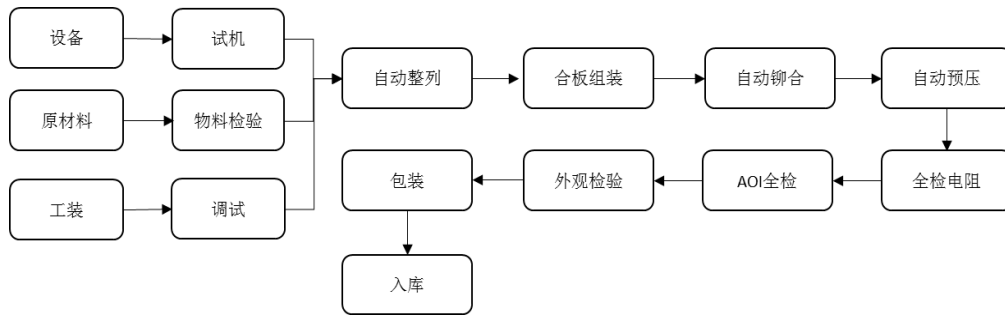 设备
试机
原材料
物料检验
工装
调试
自动整列
合板组装
自动铆合
自动预压
全检电阻
AOI全检
外观检验
包装
入库